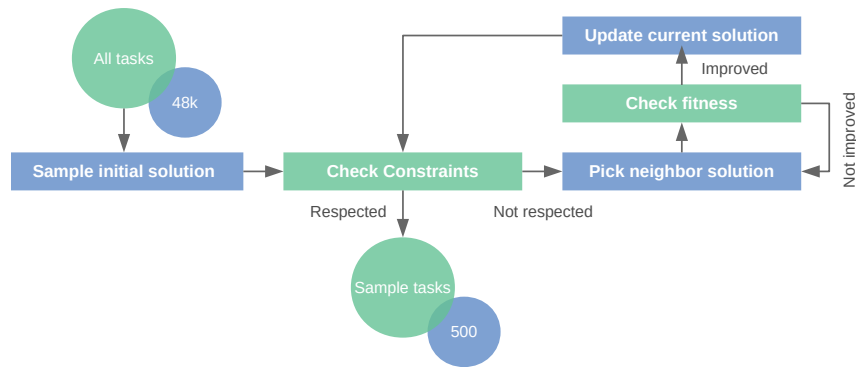 All tasks
48k
Sample initial solution
Check Constraints
Respected
Not respected
Sample tasks
500
Pick neighbor solution
Check fitness
Improved
Not improved
Update current solution